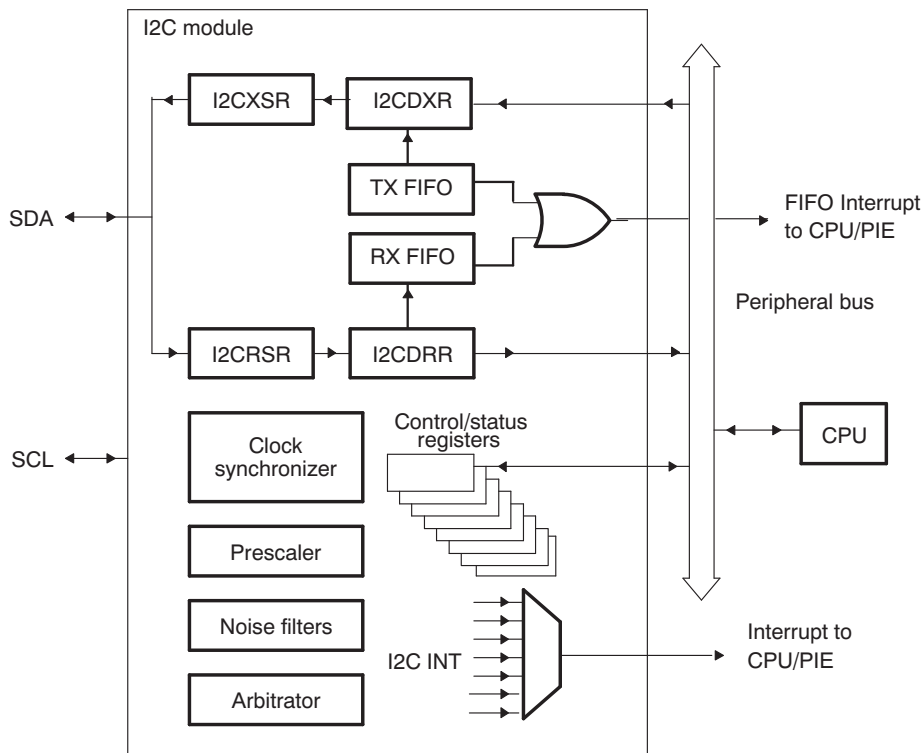 I2C module
I2CXSR
I2CDXR
TX FIFO
SDA
FIFO Interrupt
to CPU/PIE
RX FIFO
Peripheral bus
I2CRSR
I2CDRR
Control/status
registers
CPU
SCL
Clock
synchronizer
Prescaler
Noise filters
I2C INT
Interrupt to
CPU/PIE
Arbitrator